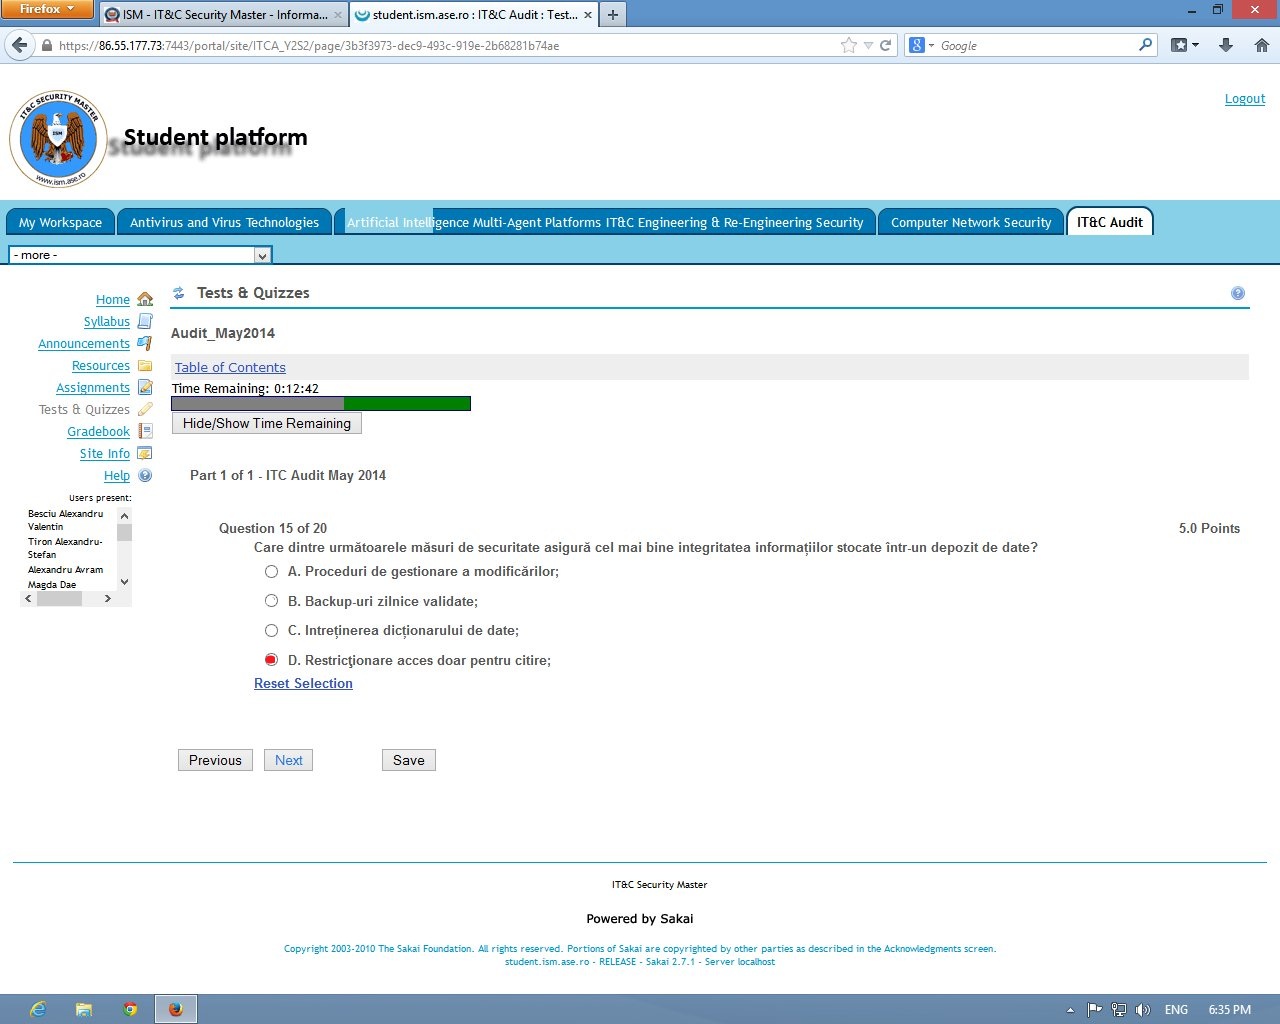 Firefox
ISM - IT&C Security Master - Informa...
student.ism.ase.ro : IT&C Audit : Test...
https://86.55.177.73:7443/portal/site/ITCA_Y2S2/page/3b3f3973-dec9-493c-919e-2b68281b74ae
Google
IT&C SECURITY MASTER
ISM
www.ism.ase.ro
Student platform
Logout
My Workspace
Antivirus and Virus Technologies
Artificial Intelligence Multi-Agent Platforms IT&C Engineering & Re-Engineering Security
Computer Network Security
IT&C Audit
- more -
Home
Syllabus
Announcements
Resources
Assignments
Tests & Quizzes
Gradebook
Site Info
Help
Users present:
Besciu Alexandru
Valentin
Tiron Alexandru-
Stefan
Alexandru Avram
Magda Dae
Tests & Quizzes
Audit_May2014
Table of Contents
Time Remaining: 0:12:42
Hide/Show Time Remaining
Part 1 of 1 - ITC Audit May 2014
Question 15 of 20
5.0 Points
Care dintre următoarele măsuri de securitate asigură cel mai bine integritatea informațiilor stocate într-un depozit de date?
A. Proceduri de gestionare a modificărilor;
B. Backup-uri zilnice validate;
C. Intreținerea dicționarului de date;
D. Restricţionare acces doar pentru citire;
Reset Selection
Previous
Next
Save
IT&C Security Master
Powered by Sakai
Copyright 2003-2010 The Sakai Foundation. All rights reserved. Portions of Sakai are copyrighted by other parties as described in the Acknowledgments screen.
student.ism.ase.ro - RELEASE - Sakai 2.7.1 - Server localhost
ENG
6:35 PM